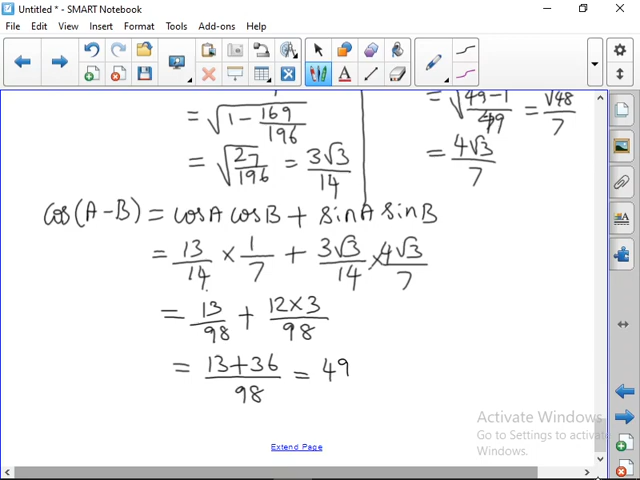 Untitled * - SMART Notebook
File Edit View Insert Format Tools Add-ons Help
= √(1 - 169/196)
= √(27/196) = 3√3/14
= √((49-1)/49) = √48/7
= 4√3/7
cos(A-B) = cosA cosB + sinA sinB
= 13/14 × 1/7 + 3√3/14 × 4√3/7
= 13/98 + 12×3/98
= 13+36/98 = 49
Extend Page
Activate Windows
Go to Settings to activate
Windows.